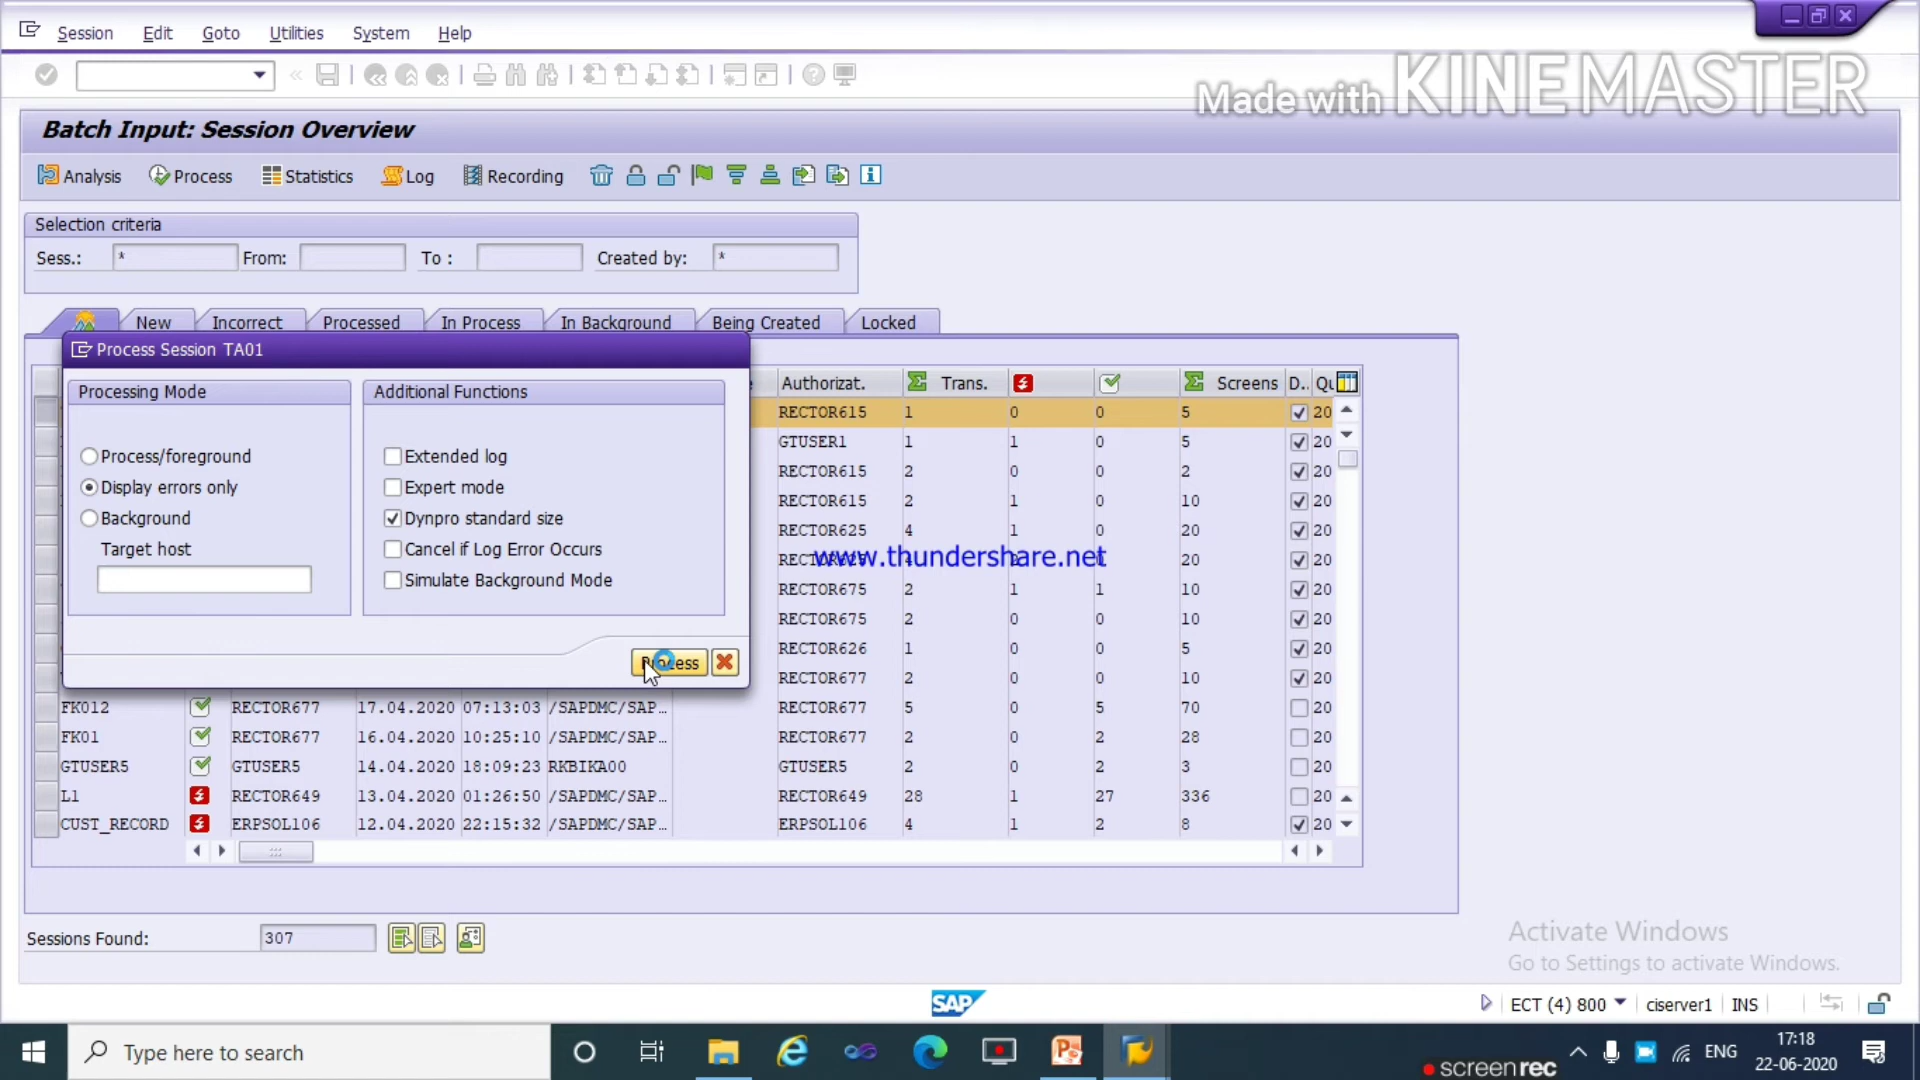 Session Edit Goto Utilities System Help
Made with KINEMASTER
Batch Input: Session Overview
Analysis Process Statistics Log Recording
Selection criteria
Sess.: * From: To : Created by: *
New Incorrect Processed In Process In Background Being Created Locked
Process Session TA01
Processing Mode Additional Functions
Process/foreground Extended log
Display errors only Expert mode
Background Dynpro standard size
Target host Cancel if Log Error Occurs
Simulate Background Mode
Process
Authorizat. Trans. Screens D.. Qu
RECTOR615 1 0 0 5 20
GTUSER1 1 1 0 5 20
RECTOR615 2 0 0 2 20
RECTOR615 2 1 0 10 20
RECTOR625 4 1 0 20 20
www.thundershare.net
20 20
RECTOR675 2 1 1 10 20
RECTOR675 2 0 0 10 20
RECTOR626 1 0 0 5 20
RECTOR677 2 0 0 10 20
FK012 RECTOR677 17.04.2020 07:13:03 /SAPDMC/SAP… RECTOR677 5 0 5 70 20
FK01 RECTOR677 16.04.2020 10:25:10 /SAPDMC/SAP… RECTOR677 2 0 2 28 20
GTUSER5 GTUSER5 14.04.2020 18:09:23 RKBIKA00 GTUSER5 2 0 2 3 20
L1 RECTOR649 13.04.2020 01:26:50 /SAPDMC/SAP… RECTOR649 28 1 27 336 20
CUST_RECORD ERPSOL106 12.04.2020 22:15:32 /SAPDMC/SAP… ERPSOL106 4 1 2 8 20
Sessions Found: 307
Activate Windows
Go to Settings to activate Windows.
SAP
ECT (4) 800 ciserver1 INS
Type here to search
ENG
17:18
22-06-2020
screenrec